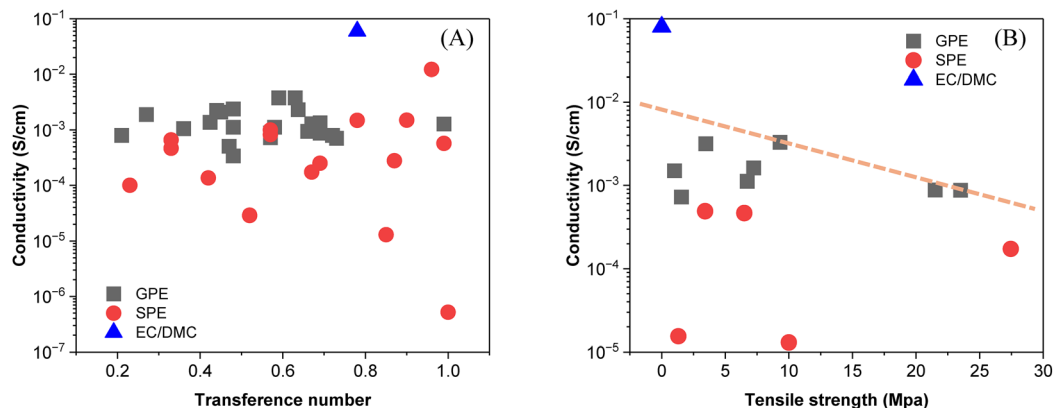 (A)
Conductivity (S/cm)
10⁻¹
10⁻²
10⁻³
10⁻⁴
10⁻⁵
10⁻⁶
10⁻⁷
GPE
SPE
EC/DMC
0.2 0.4 0.6 0.8 1.0
Transference number
(B)
Conductivity (S/cm)
10⁻¹
10⁻²
10⁻³
10⁻⁴
10⁻⁵
GPE
SPE
EC/DMC
0 5 10 15 20 25 30
Tensile strength (Mpa)